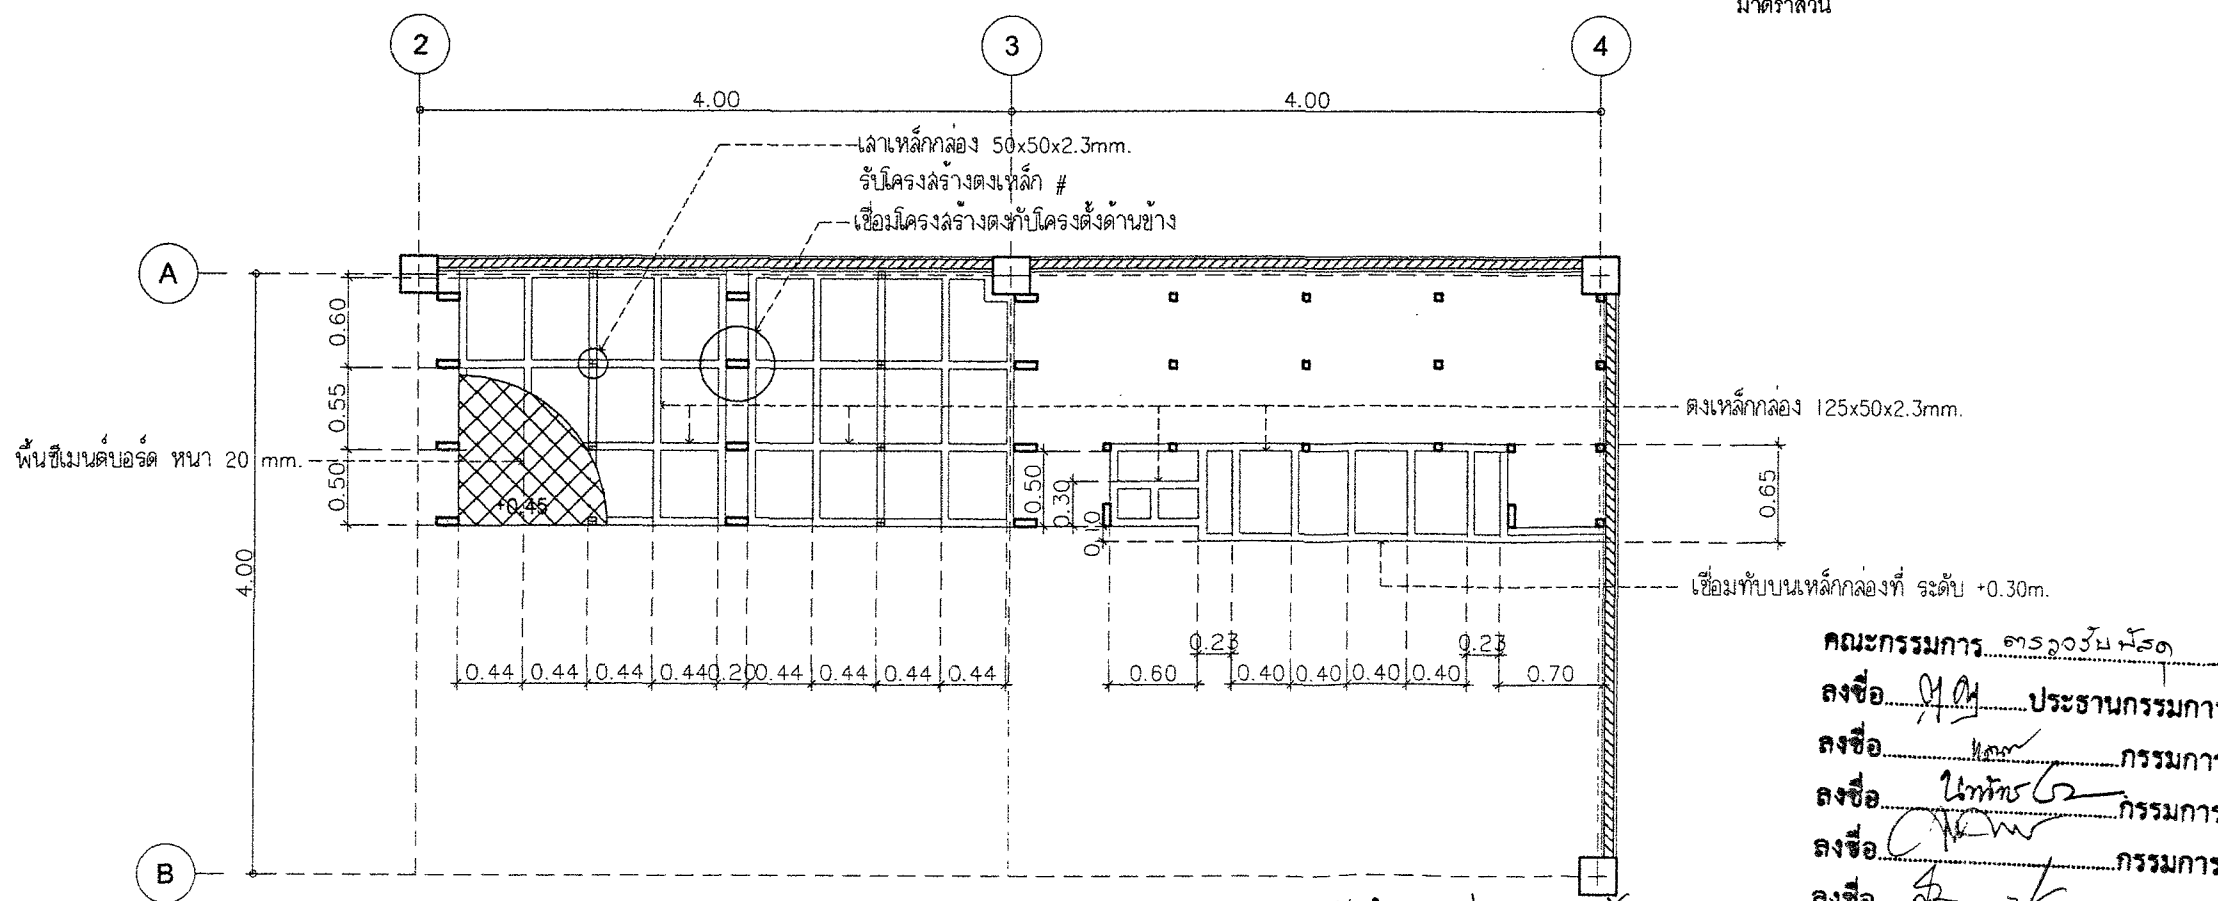 มาตราส่วน
2 3 4
4.00 4.00
เสาเหล็กกล่อง 50x50x2.3mm.
รับโครงสร้างตงเหล็ก #
เชื่อมโครงสร้างตงกับโครงตั้งด้านข้าง
A
0.60
0.55
0.50
4.00
ตงเหล็กกล่อง 125x50x2.3mm.
พื้นซีเมนต์บอร์ด หนา 20 mm.
+0.45
0.50
0.30
0.10
0.65
เชื่อมทับบนเหล็กกล่องที่ ระดับ +0.30m.
0.23 0.23
0.44 0.44 0.44 0.44 0.20 0.44 0.44 0.44 0.44 0.60 0.40 0.40 0.40 0.40 0.70
คณะกรรมการ ตรวจรับพัสดุ
ลงชื่อ ประธานกรรมการ
ลงชื่อ กรรมการ
ลงชื่อ กรรมการ
ลงชื่อ กรรมการ
ลงชื่อ
B